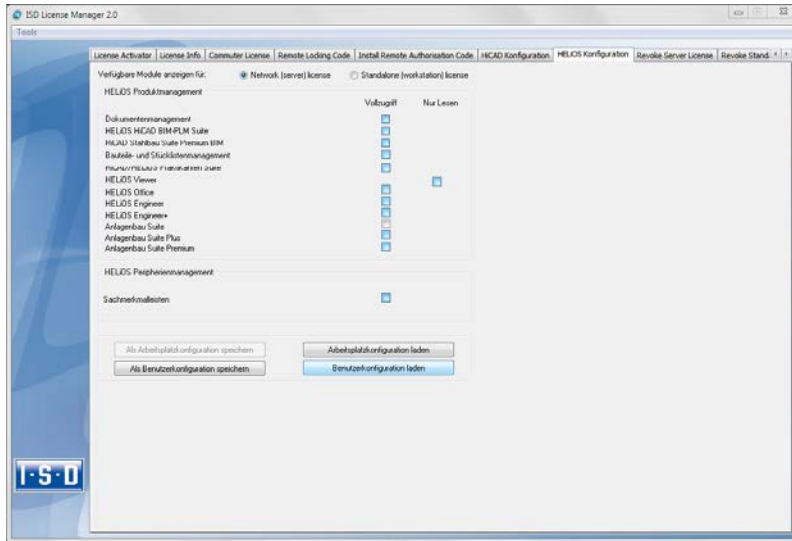 ISD License Manager 2.0
Tools
License Activator License Info Commuter License Remote Locking Code Install Remote Authorisation Code HiCAD Konfiguration HELiOS Konfiguration Revoke Server License Revoke Stand
Verfügbare Module anzeigen für: Network (server) license Standalone (workstation) license
HELiOS Produktmanagement
Vollzugriff Nur Lesen
Dokumentenmanagement
HELiOS HiCAD BIM-PLM Suite
HiCAD Stahlbau Suite Premium BIM
Bauteile- und Stücklistenmanagement
HELiOS Viewer
HELiOS Office
HELiOS Engineer
HELiOS Engineer+
Anlagenbau Suite
Anlagenbau Suite Plus
Anlagenbau Suite Premium
HELiOS Peripheriemanagement
Sachmerkmalleisten
Als Arbeitsplatzkonfiguration speichern Arbeitsplatzkonfiguration laden
Als Benutzerkonfiguration speichern Benutzerkonfiguration laden
I·S·D